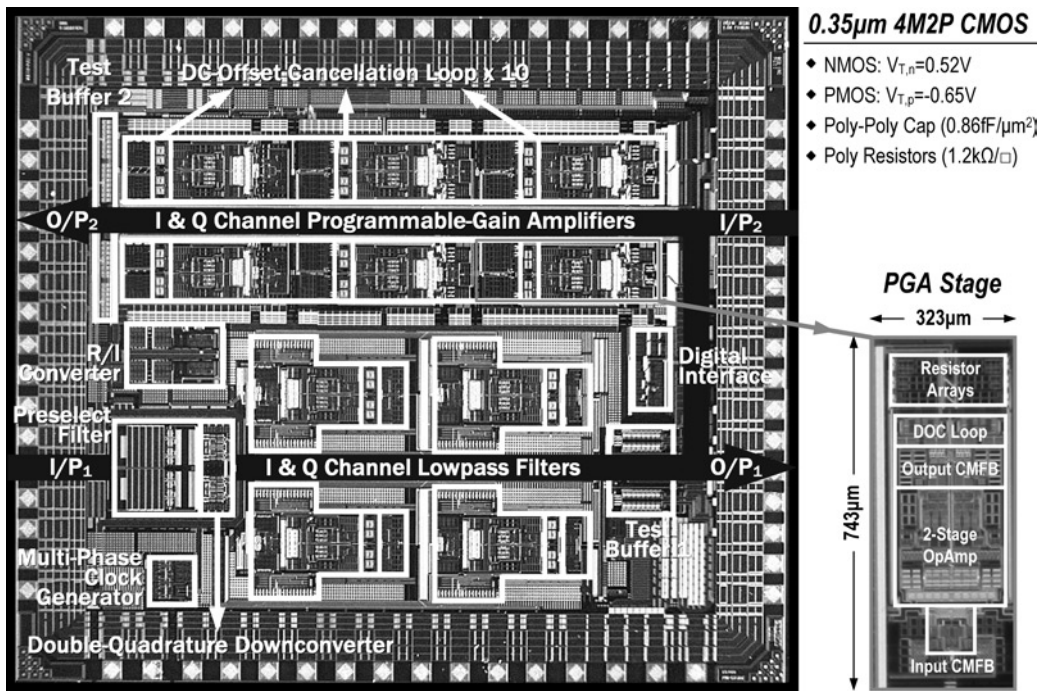 0.35µm 4M2P CMOS
◆ NMOS: V_T,n=0.52V
◆ PMOS: V_T,p=-0.65V
◆ Poly-Poly Cap (0.86fF/µm²)
◆ Poly Resistors (1.2kΩ/□)
Test
Buffer 2
DC Offset Cancellation Loop x 10
O/P₂
I & Q Channel Programmable-Gain Amplifiers
I/P₂
R/I
Converter
Digital
Interface
Preselect
Filter
I/P₁
I & Q Channel Lowpass Filters
O/P₁
Test
Buffer 1
Multi-Phase
Clock
Generator
Double-Quadrature Downconverter
PGA Stage
323µm
743µm
Resistor
Arrays
DOC Loop
Output CMFB
2-Stage
OpAmp
Input CMFB